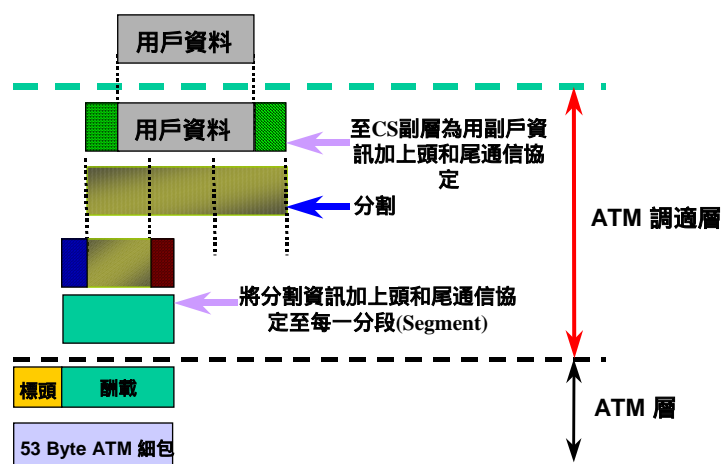 用戶資料
用戶資料
至CS副層為用副戶資
訊加上頭和尾通信協
定
分割
ATM 調適層
將分割資訊加上頭和尾通信協
定至每一分段(Segment)
標頭
酬載
ATM 層
53 Byte ATM 細包